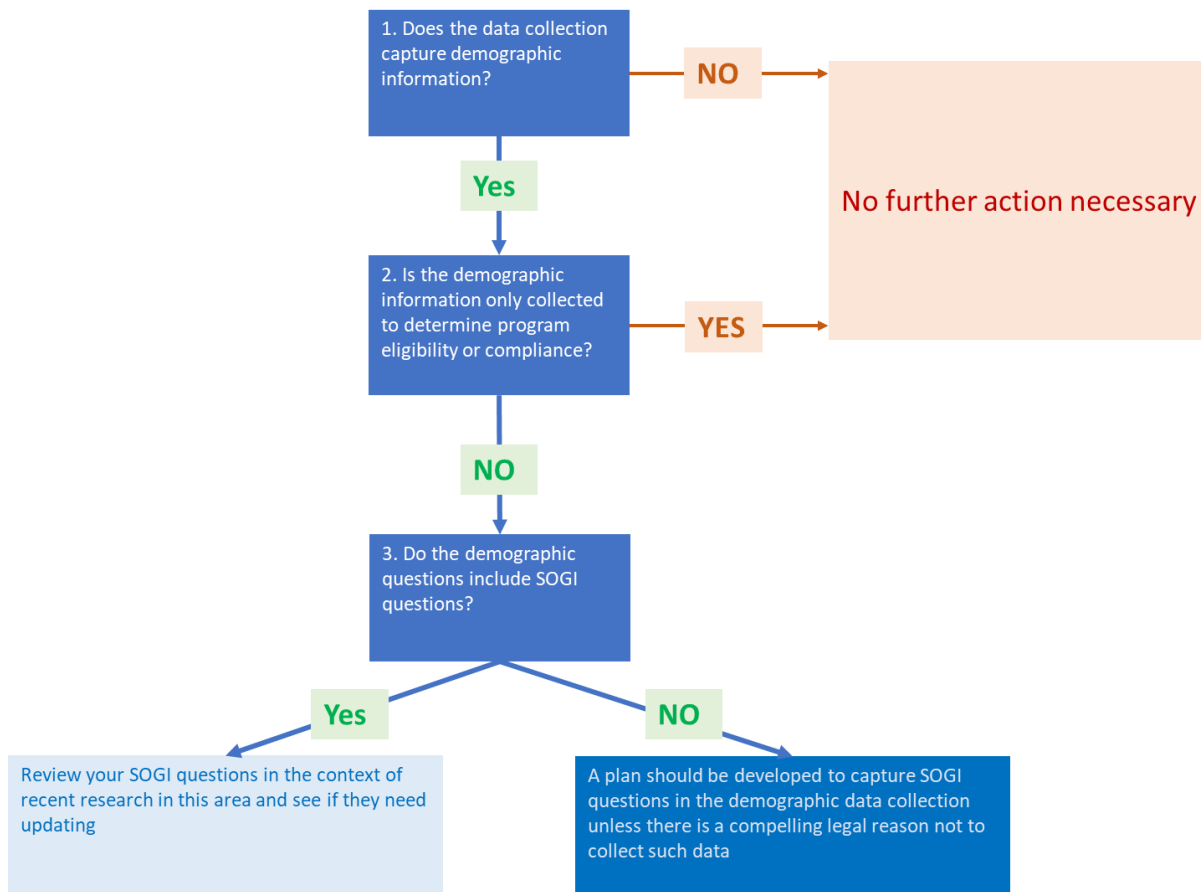 1. Does the data collection
capture demographic
information?
NO
No further action necessary
Yes
2. Is the demographic
information only collected
to determine program
eligibility or compliance?
YES
NO
3. Do the demographic
questions include SOGI
questions?
Yes
NO
Review your SOGI questions in the context of
recent research in this area and see if they need
updating
A plan should be developed to capture SOGI
questions in the demographic data collection
unless there is a compelling legal reason not to
collect such data